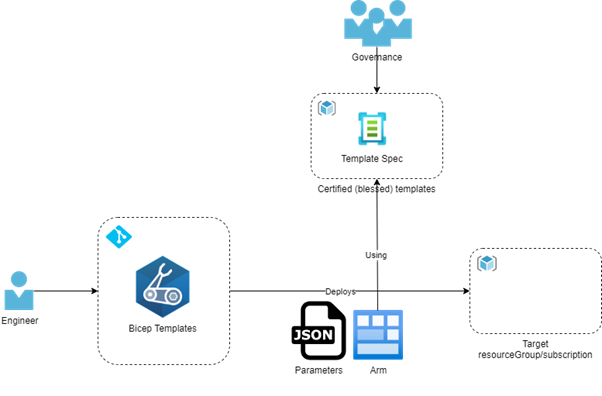 Governance
Template Spec
Certified (blessed) templates
Using
Engineer
Bicep Templates
Deploys
JSON
Parameters
Arm
Target
resourceGroup/subscription